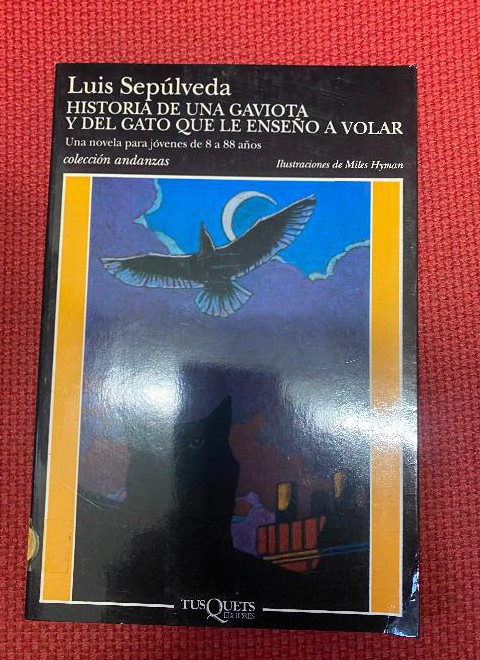 Luis Sepúlveda
HISTORIA DE UNA GAVIOTA
Y DEL GATO QUE LE ENSEÑO A VOLAR
Una novela para jóvenes de 8 a 88 años
colección andanzas
Ilustraciones de Miles Hyman
TUSQUETS
EDITORES